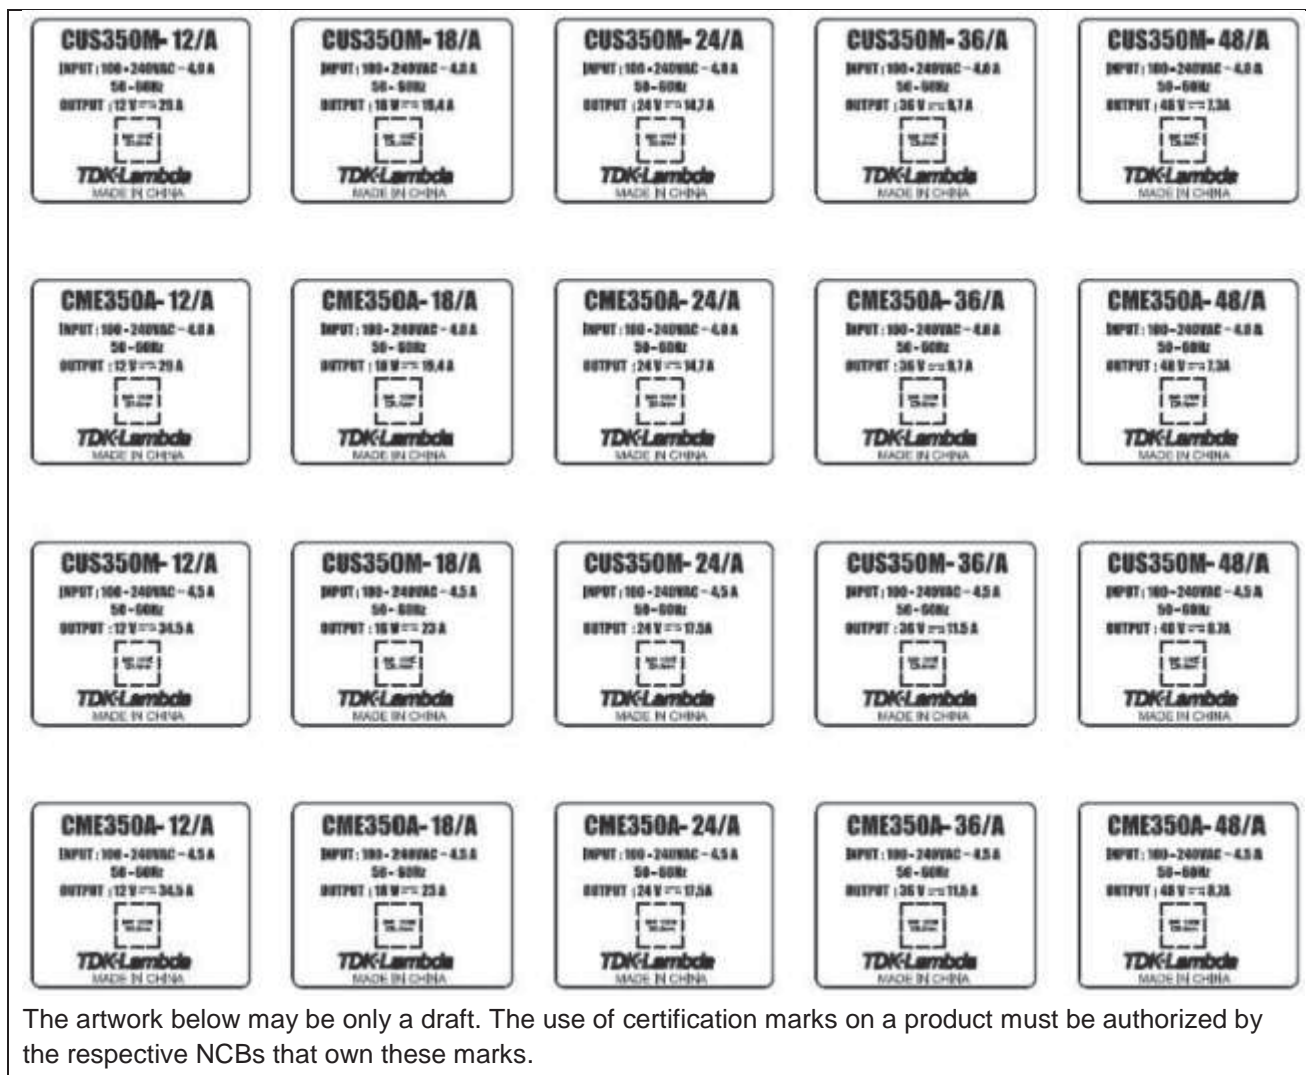 CUS350M-12/A
INPUT : 100-240VAC ~ 4,0 A
50-60Hz
OUTPUT : 12 V ⎓ 29 A
TDK-Lambda
MADE IN CHINA
CUS350M-18/A
INPUT : 100-240VAC ~ 4,0 A
50-60Hz
OUTPUT : 18 V ⎓ 19,4 A
TDK-Lambda
MADE IN CHINA
CUS350M-24/A
INPUT : 100-240VAC ~ 4,0 A
50-60Hz
OUTPUT : 24 V ⎓ 14,7 A
TDK-Lambda
MADE IN CHINA
CUS350M-36/A
INPUT : 100-240VAC ~ 4,0 A
50-60Hz
OUTPUT : 36 V ⎓ 9,7 A
TDK-Lambda
MADE IN CHINA
CUS350M-48/A
INPUT : 100-240VAC ~ 4,0 A
50-60Hz
OUTPUT : 48 V ⎓ 7,3A
TDK-Lambda
MADE IN CHINA
CME350A-12/A
INPUT : 100-240VAC ~ 4,0 A
50-60Hz
OUTPUT : 12 V ⎓ 29 A
TDK-Lambda
MADE IN CHINA
CME350A-18/A
INPUT : 100-240VAC ~ 4,0 A
50-60Hz
OUTPUT : 18 V ⎓ 19,4 A
TDK-Lambda
MADE IN CHINA
CME350A-24/A
INPUT : 100-240VAC ~ 4,0 A
50-60Hz
OUTPUT : 24 V ⎓ 14,7 A
TDK-Lambda
MADE IN CHINA
CME350A-36/A
INPUT : 100-240VAC ~ 4,0 A
50-60Hz
OUTPUT : 36 V ⎓ 9,7 A
TDK-Lambda
MADE IN CHINA
CME350A-48/A
INPUT : 100-240VAC ~ 4,0 A
50-60Hz
OUTPUT : 48 V ⎓ 7,3A
TDK-Lambda
MADE IN CHINA
CUS350M-12/A
INPUT : 100-240VAC ~ 4,5 A
50-60Hz
OUTPUT : 12 V ⎓ 34,5 A
TDK-Lambda
MADE IN CHINA
CUS350M-18/A
INPUT : 100-240VAC ~ 4,5 A
50-60Hz
OUTPUT : 18 V ⎓ 23 A
TDK-Lambda
MADE IN CHINA
CUS350M-24/A
INPUT : 100-240VAC ~ 4,5 A
50-60Hz
OUTPUT : 24 V ⎓ 17,5A
TDK-Lambda
MADE IN CHINA
CUS350M-36/A
INPUT : 100-240VAC ~ 4,5 A
50-60Hz
OUTPUT : 36 V ⎓ 11,5 A
TDK-Lambda
MADE IN CHINA
CUS350M-48/A
INPUT : 100-240VAC ~ 4,5 A
50-60Hz
OUTPUT : 48 V ⎓ 8,7A
TDK-Lambda
MADE IN CHINA
CME350A-12/A
INPUT : 100-240VAC ~ 4,5 A
50-60Hz
OUTPUT : 12 V ⎓ 34,5 A
TDK-Lambda
MADE IN CHINA
CME350A-18/A
INPUT : 100-240VAC ~ 4,5 A
50-60Hz
OUTPUT : 18 V ⎓ 23 A
TDK-Lambda
MADE IN CHINA
CME350A-24/A
INPUT : 100-240VAC ~ 4,5 A
50-60Hz
OUTPUT : 24 V ⎓ 17,5A
TDK-Lambda
MADE IN CHINA
CME350A-36/A
INPUT : 100-240VAC ~ 4,5 A
50-60Hz
OUTPUT : 36 V ⎓ 11,5 A
TDK-Lambda
MADE IN CHINA
CME350A-48/A
INPUT : 100-240VAC ~ 4,5 A
50-60Hz
OUTPUT : 48 V ⎓ 8,7A
TDK-Lambda
MADE IN CHINA
The artwork below may be only a draft. The use of certification marks on a product must be authorized by
the respective NCBs that own these marks.